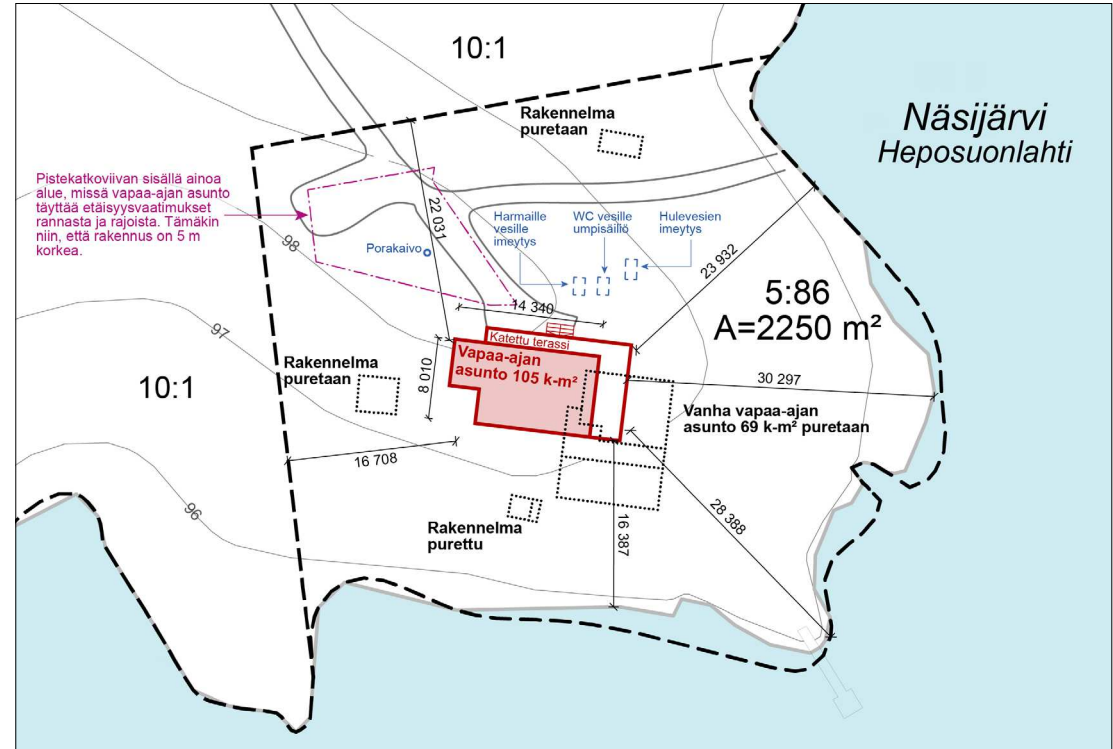 10:1
Näsijärvi
Heposuonlahti
Rakennelma
puretaan
Pistekatkoviivan sisällä ainoa
alue, missä vapaa-ajan asunto
täyttää etäisyysvaatimukset
rannasta ja rajoista. Tämäkin
niin, että rakennus on 5 m
korkea.
22 031
98
Porakaivo
Harmaille
vesille
imeytys
WC vesille
umpisäiliö
Hulevesien
imeytys
23 932
5:86
A=2250 m²
14 340
Katettu terassi
Vapaa-ajan
asunto 105 k-m²
8 010
97
Rakennelma
puretaan
10:1
30 297
Vanha vapaa-ajan
asunto 69 k-m² puretaan
16 708
96
Rakennelma
purettu
16 387
28 388